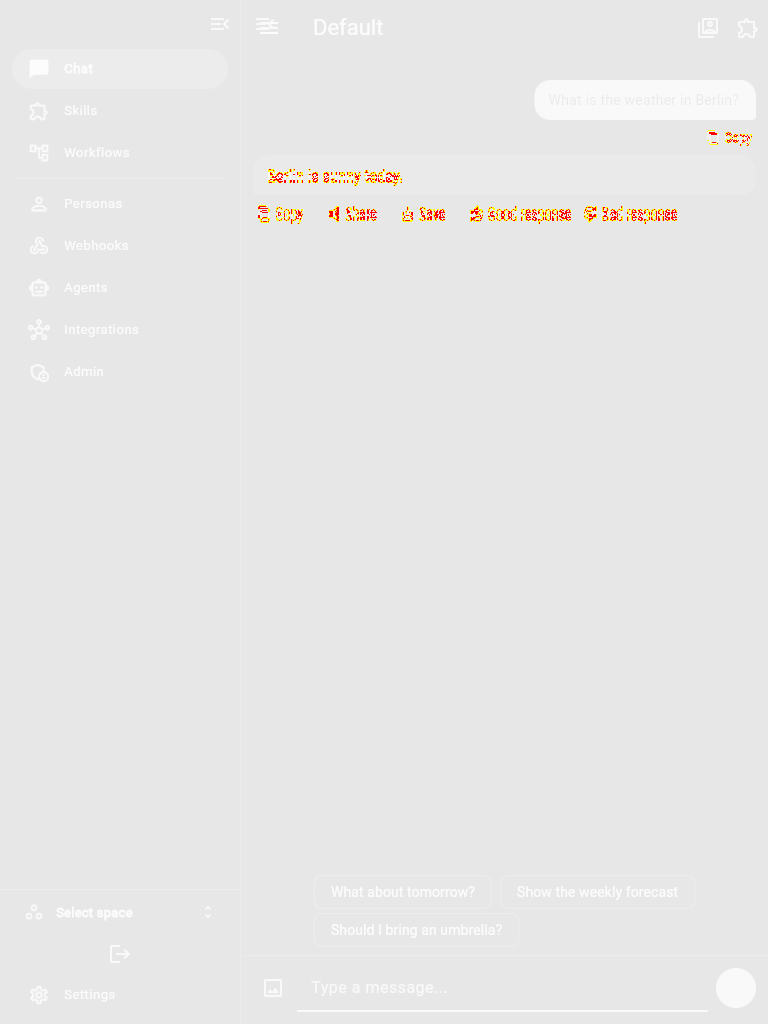 Default
Chat
Skills
Workflows
Personas
Webhooks
Agents
Integrations
Admin
Select space
Settings
What is the weather in Berlin?
Copy
Berlin is sunny today.
Copy
Share
Save
Good response
Bad response
What about tomorrow?
Show the weekly forecast
Should I bring an umbrella?
Type a message...